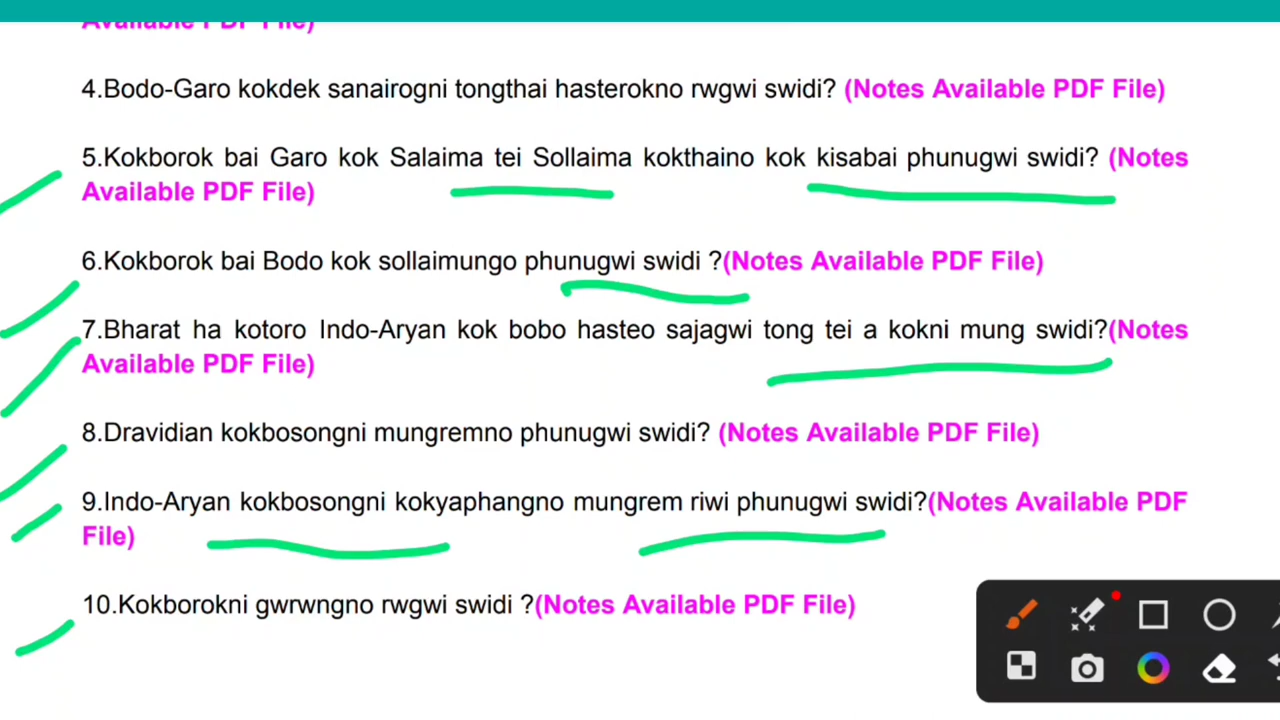 Available PDF File)
4.Bodo-Garo kokdek sanairogni tongthai hasterokno rwgwi swidi? (Notes Available PDF File)
5.Kokborok bai Garo kok Salaima tei Sollaima kokthaino kok kisabai phunugwi swidi? (Notes
Available PDF File)
6.Kokborok bai Bodo kok sollaimungo phunugwi swidi ?(Notes Available PDF File)
7.Bharat ha kotoro Indo-Aryan kok bobo hasteo sajagwi tong tei a kokni mung swidi?(Notes
Available PDF File)
8.Dravidian kokbosongni mungremno phunugwi swidi? (Notes Available PDF File)
9.Indo-Aryan kokbosongni kokyaphangno mungrem riwi phunugwi swidi?(Notes Available PDF
File)
10.Kokborokni gwrwngno rwgwi swidi ?(Notes Available PDF File)